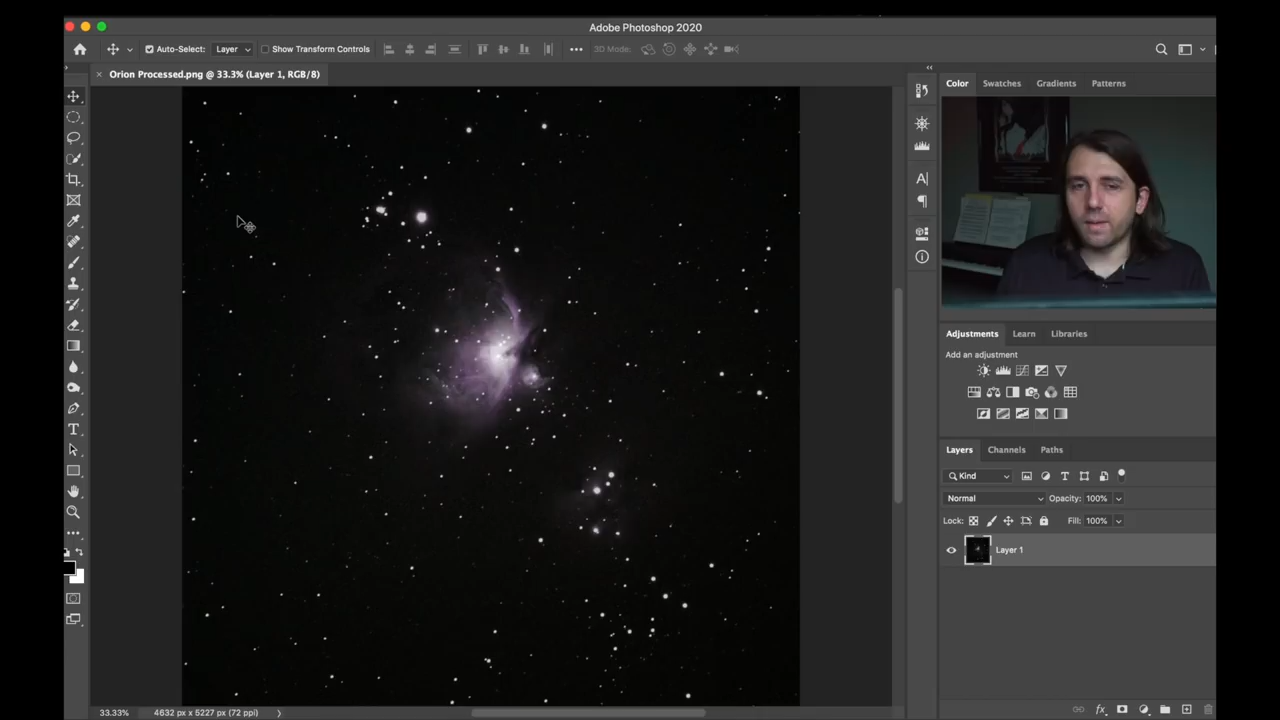 Adobe Photoshop 2020
Auto-Select: Layer Show Transform Controls 3D Mode:
× Orion Processed.png @ 33.3% (Layer 1, RGB/8)
Color Swatches Gradients Patterns
Adjustments Learn Libraries
Add an adjustment
Layers Channels Paths
Kind
Normal Opacity: 100%
Lock: Fill: 100%
Layer 1
33.33% 4632 px x 5227 px (72 ppi)